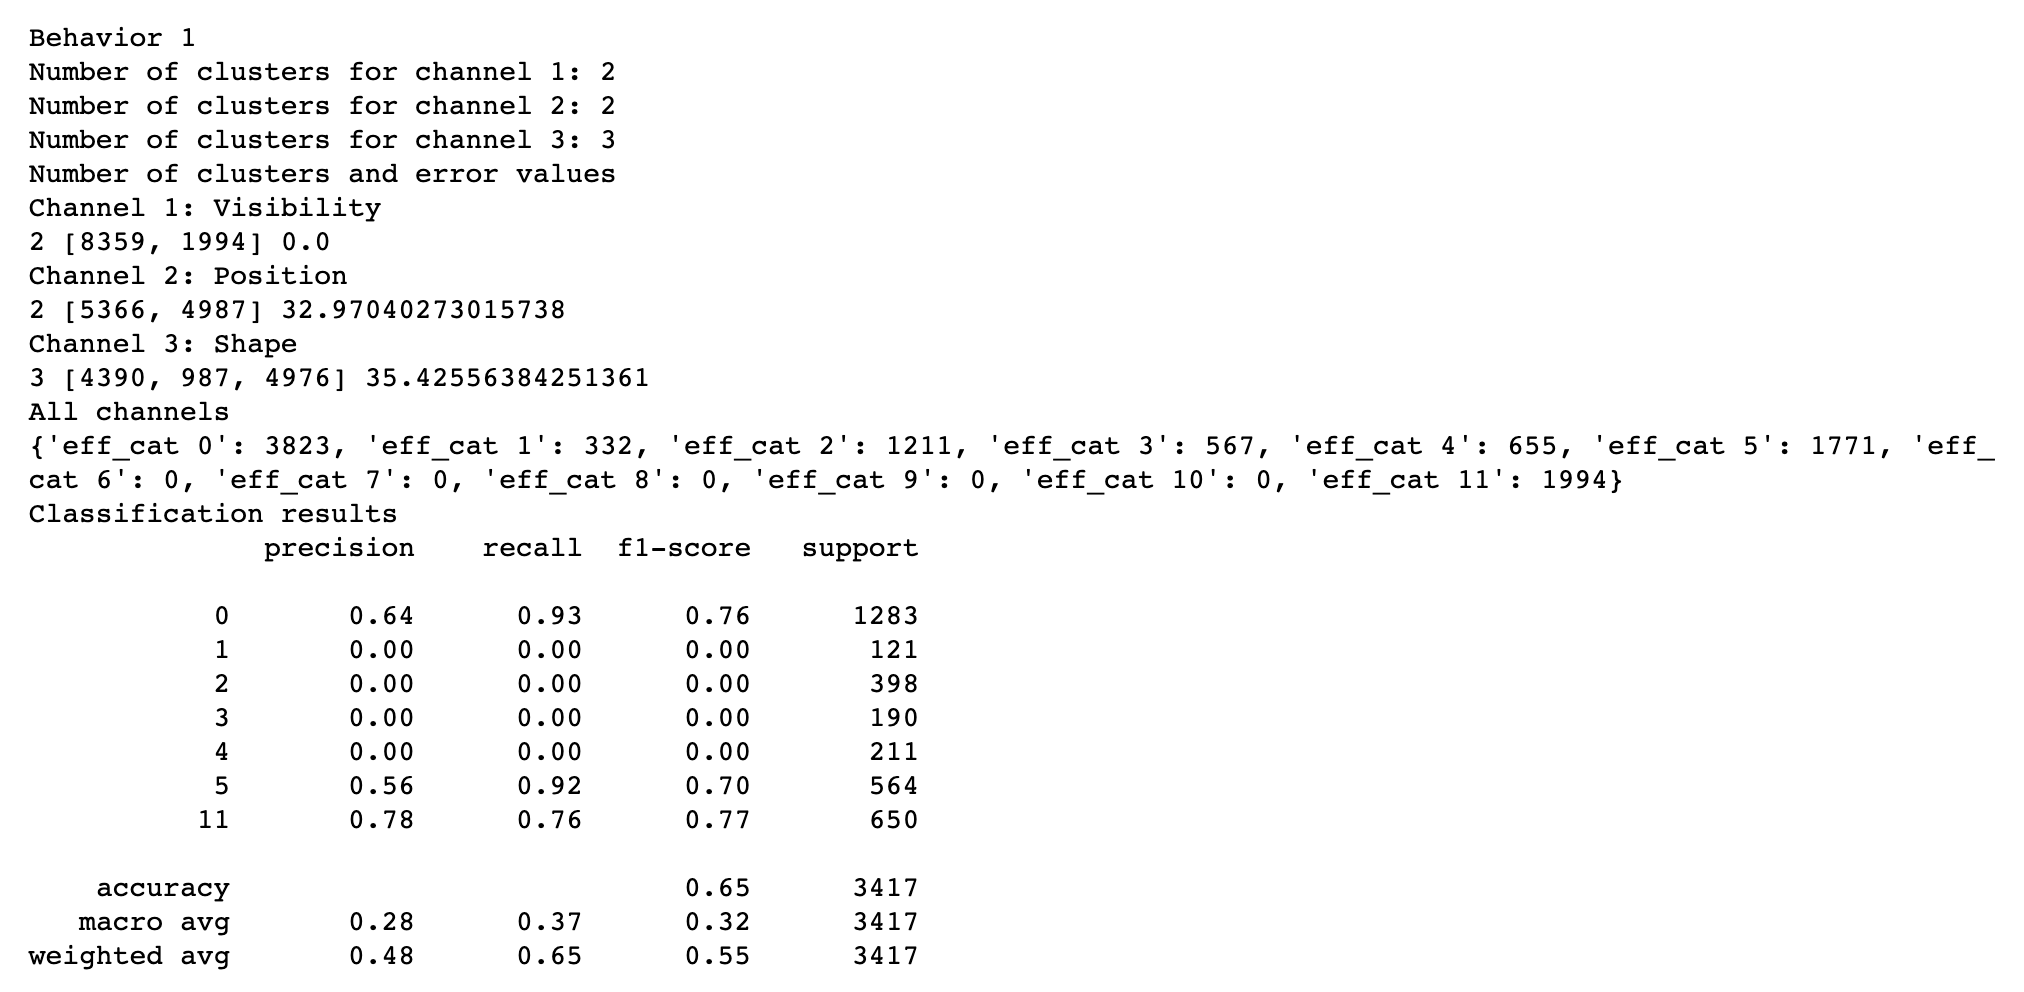 Behavior 1
Number of clusters for channel 1: 2
Number of clusters for channel 2: 2
Number of clusters for channel 3: 3
Number of clusters and error values
Channel 1: Visibility
2 [8359, 1994] 0.0
Channel 2: Position
2 [5366, 4987] 32.97040273015738
Channel 3: Shape
3 [4390, 987, 4976] 35.42556384251361
All channels
{'eff_cat 0': 3823, 'eff_cat 1': 332, 'eff_cat 2': 1211, 'eff_cat 3': 567, 'eff_cat 4': 655, 'eff_cat 5': 1771, 'eff_
cat 6': 0, 'eff_cat 7': 0, 'eff_cat 8': 0, 'eff_cat 9': 0, 'eff_cat 10': 0, 'eff_cat 11': 1994}
Classification results
precision recall f1-score support
0 0.64 0.93 0.76 1283
1 0.00 0.00 0.00 121
2 0.00 0.00 0.00 398
3 0.00 0.00 0.00 190
4 0.00 0.00 0.00 211
5 0.56 0.92 0.70 564
11 0.78 0.76 0.77 650
accuracy 0.65 3417
macro avg 0.28 0.37 0.32 3417
weighted avg 0.48 0.65 0.55 3417